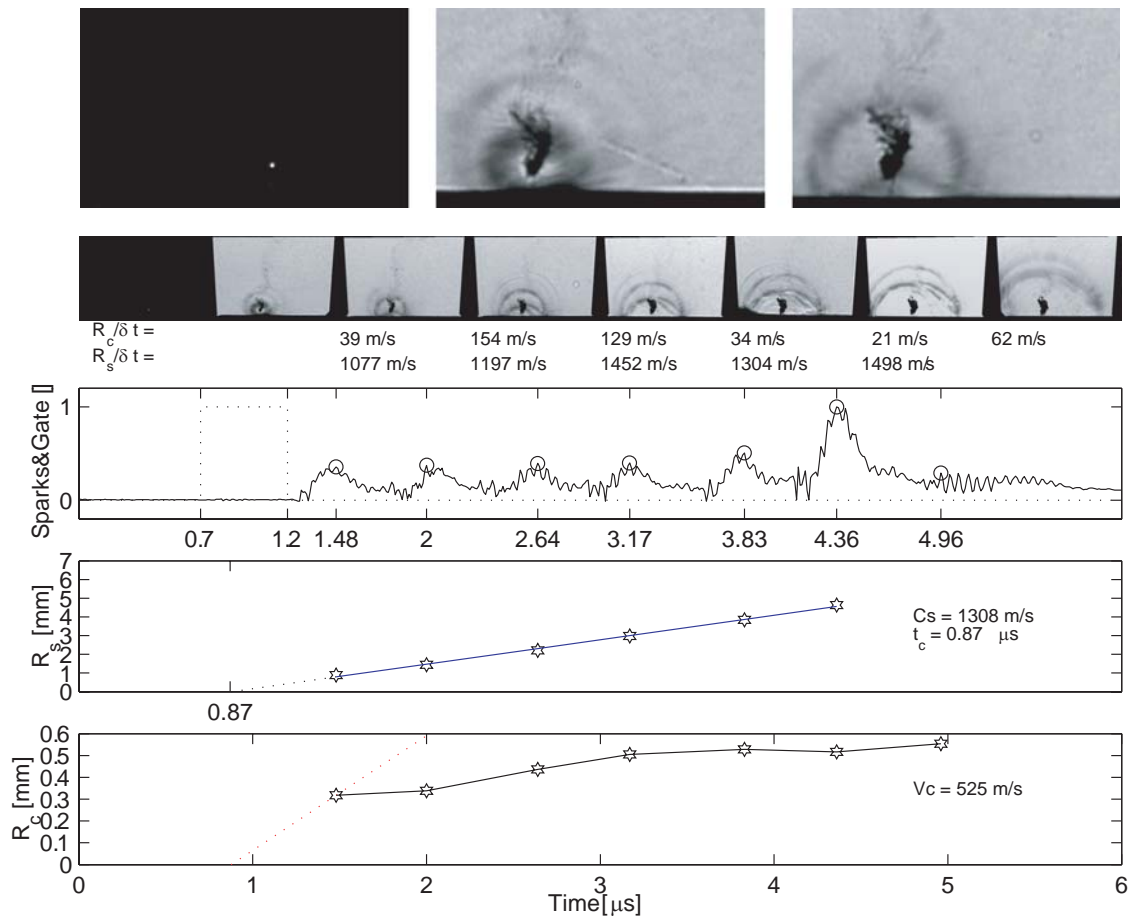 R_c/δ t =
39 m/s 154 m/s 129 m/s 34 m/s 21 m/s 62 m/s
R_s/δ t =
1077 m/s 1197 m/s 1452 m/s 1304 m/s 1498 m/s
Sparks&Gate []
1
0
0.7 1.2 1.48 2 2.64 3.17 3.83 4.36 4.96
R_s [mm]
7
6
5
4
3
2
1
0
Cs = 1308 m/s
t_c = 0.87 μs
0.87
R_c [mm]
0.6
0.5
0.4
0.3
0.2
0.1
0
Vc = 525 m/s
0 1 2 3 4 5 6
Time[μs]